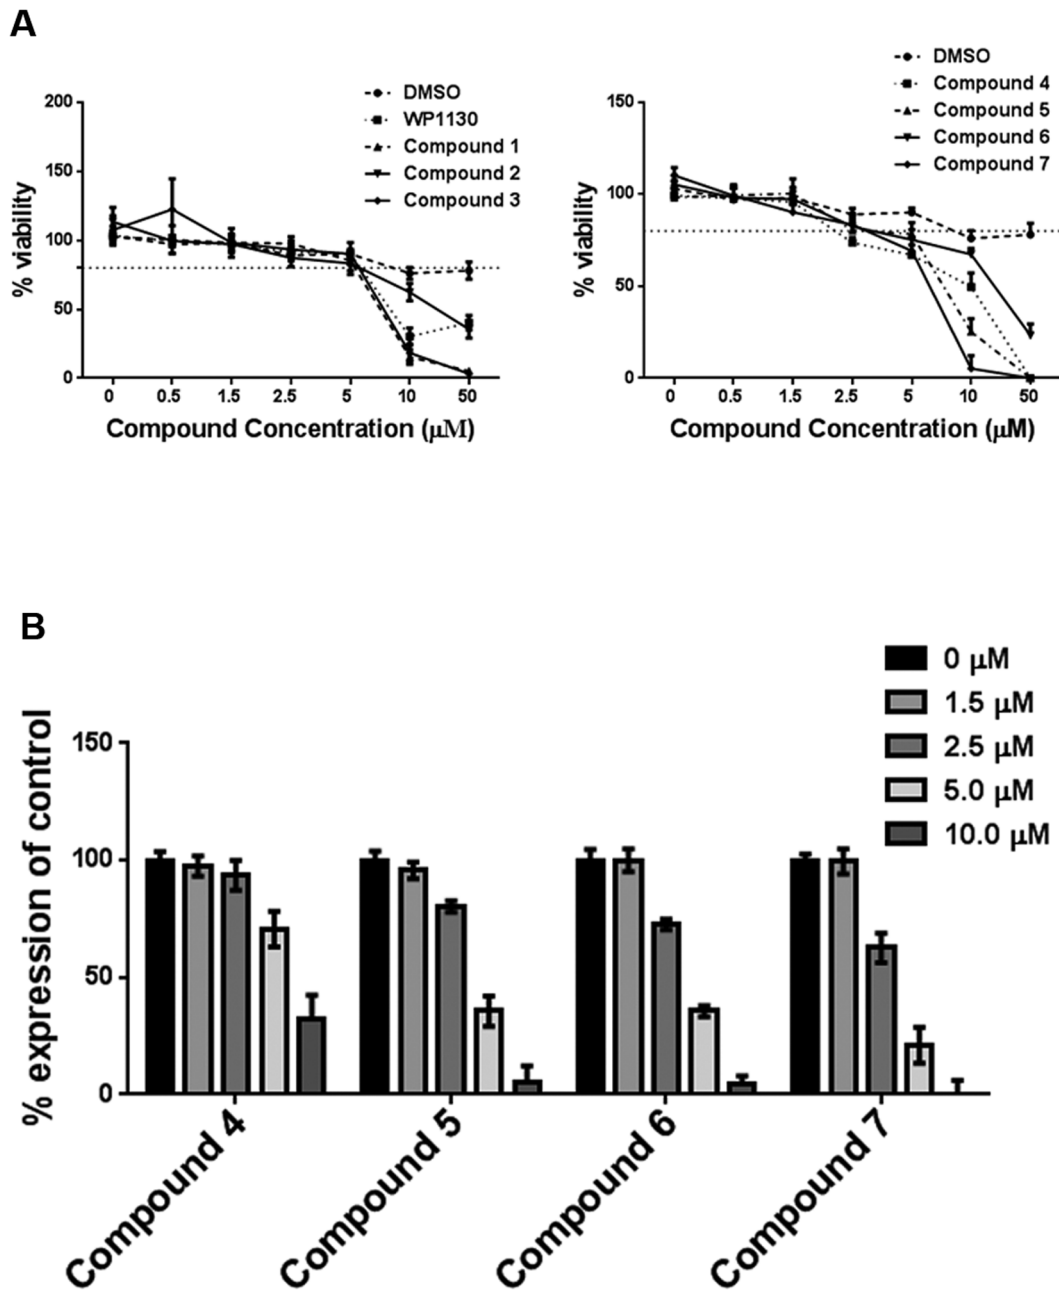 A
DMSO
WP1130
Compound 1
Compound 2
Compound 3
% viability
200
150
100
50
0
0 0.5 1.5 2.5 5 10 50
Compound Concentration (μM)
DMSO
Compound 4
Compound 5
Compound 6
Compound 7
% viability
150
100
50
0
0 0.5 1.5 2.5 5 10 50
Compound Concentration (μM)
B
0 μM
1.5 μM
2.5 μM
5.0 μM
10.0 μM
% expression of control
150
100
50
0
Compound 4
Compound 5
Compound 6
Compound 7